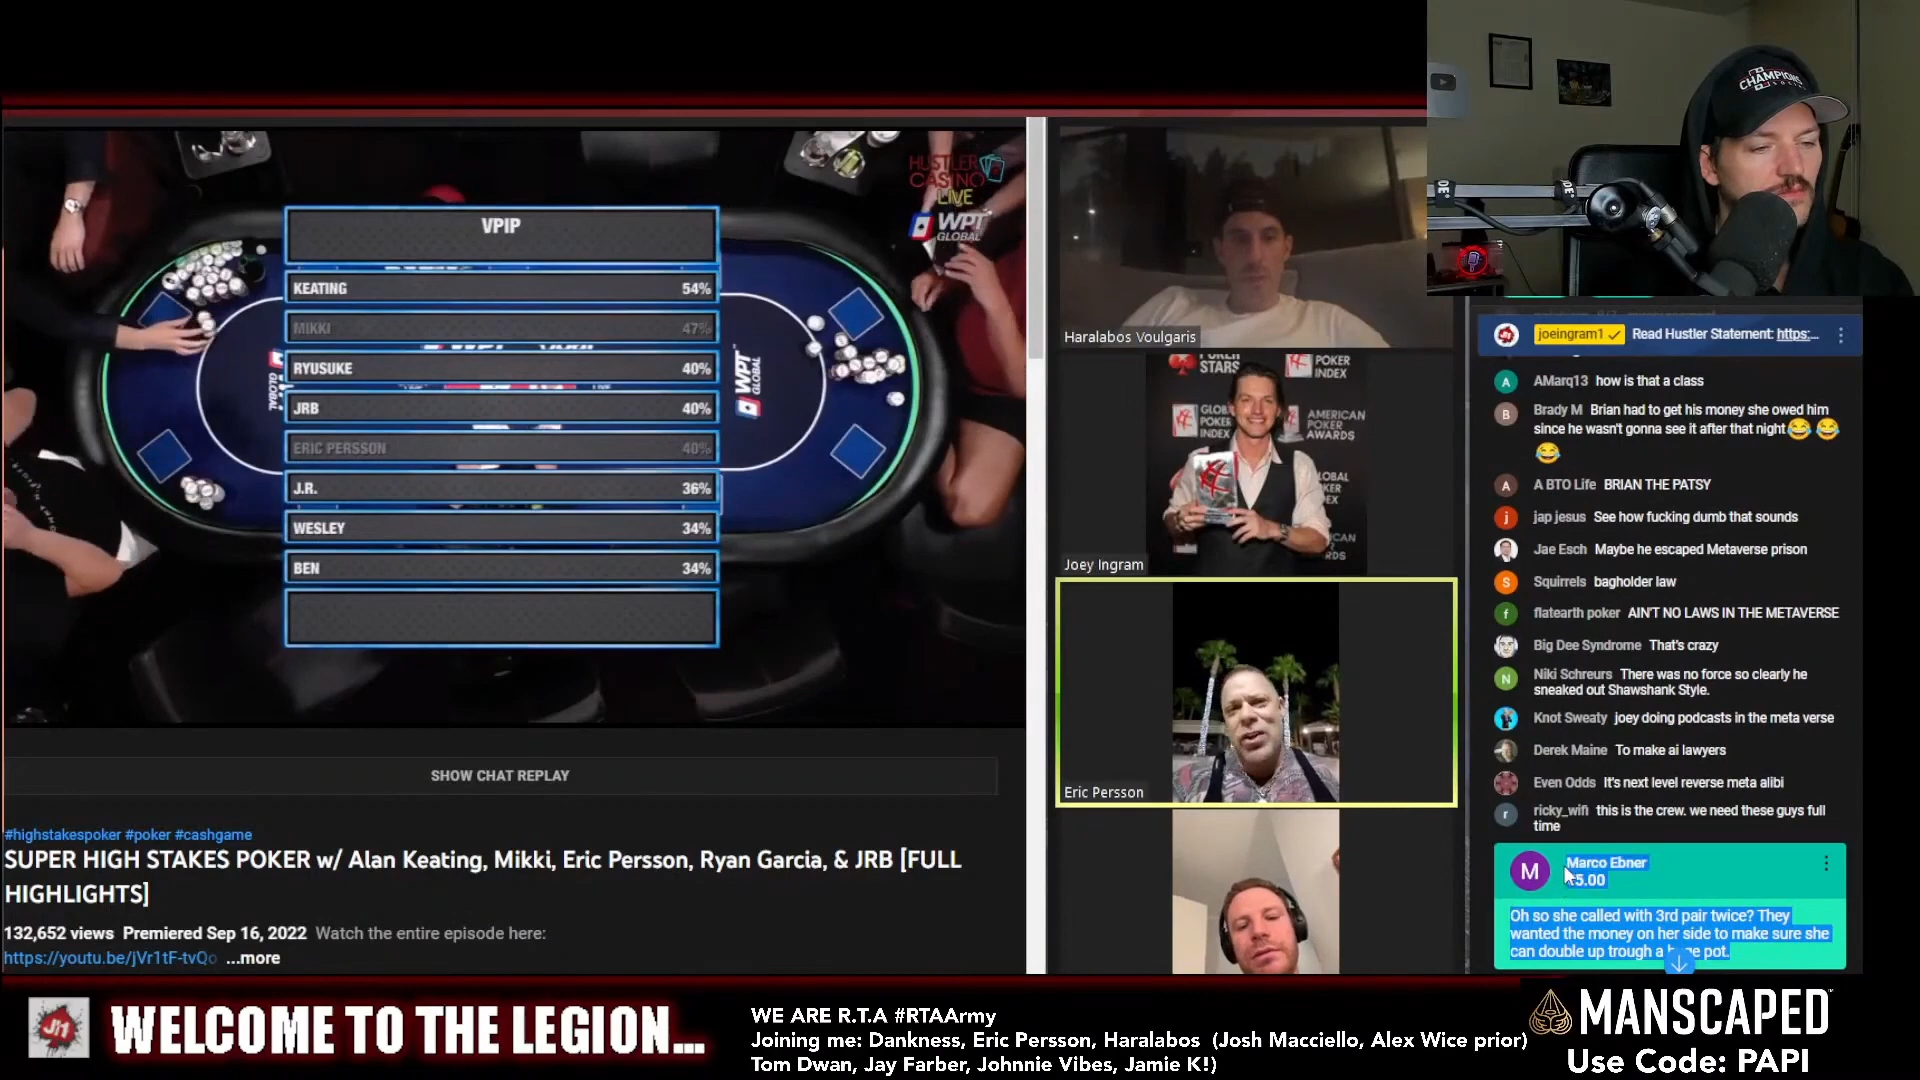 CHAMPIONS
HUSTLER
CASINO
LIVE
WPT
GLOBAL
VPIP
KEATING 54%
MIKKI 47%
RYUSUKE 40%
JRB 40%
ERIC PERSSON 40%
J.R. 36%
WESLEY 34%
BEN 34%
WPT
GLOBAL
SHOW CHAT REPLAY
#highstakespoker #poker #cashgame
SUPER HIGH STAKES POKER w/ Alan Keating, Mikki, Eric Persson, Ryan Garcia, & JRB [FULL
HIGHLIGHTS]
132,652 views Premiered Sep 16, 2022 Watch the entire episode here:
https://youtu.be/jVr1tF-tvQo ...more
Haralabos Voulgaris
STARS
POKER
INDEX
GLOBAL
POKER
INDEX
AMERICAN
POKER
AWARDS
Joey Ingram
Eric Persson
joeingram1 Read Hustler Statement: https:...
A AMarq13 how is that a class
B Brady M Brian had to get his money she owed him
since he wasn't gonna see it after that night😂 😂
😂
A A BTO Life BRIAN THE PATSY
j jap jesus See how fucking dumb that sounds
Jae Esch Maybe he escaped Metaverse prison
S Squirrels bagholder law
f flatearth poker AIN'T NO LAWS IN THE METAVERSE
Big Dee Syndrome That's crazy
N Niki Schreurs There was no force so clearly he
sneaked out Shawshank Style.
Knot Sweaty joey doing podcasts in the meta verse
Derek Maine To make ai lawyers
Even Odds It's next level reverse meta alibi
r ricky_wifi this is the crew. we need these guys full
time
M Marco Ebner
5.00
Oh so she called with 3rd pair twice? They
wanted the money on her side to make sure she
can double up trough a pot.
Ji1
WELCOME TO THE LEGION...
WE ARE R.T.A #RTAArmy
Joining me: Dankness, Eric Persson, Haralabos (Josh Macciello, Alex Wice prior)
Tom Dwan, Jay Farber, Johnnie Vibes, Jamie K!)
MANSCAPED
Use Code: PAPI